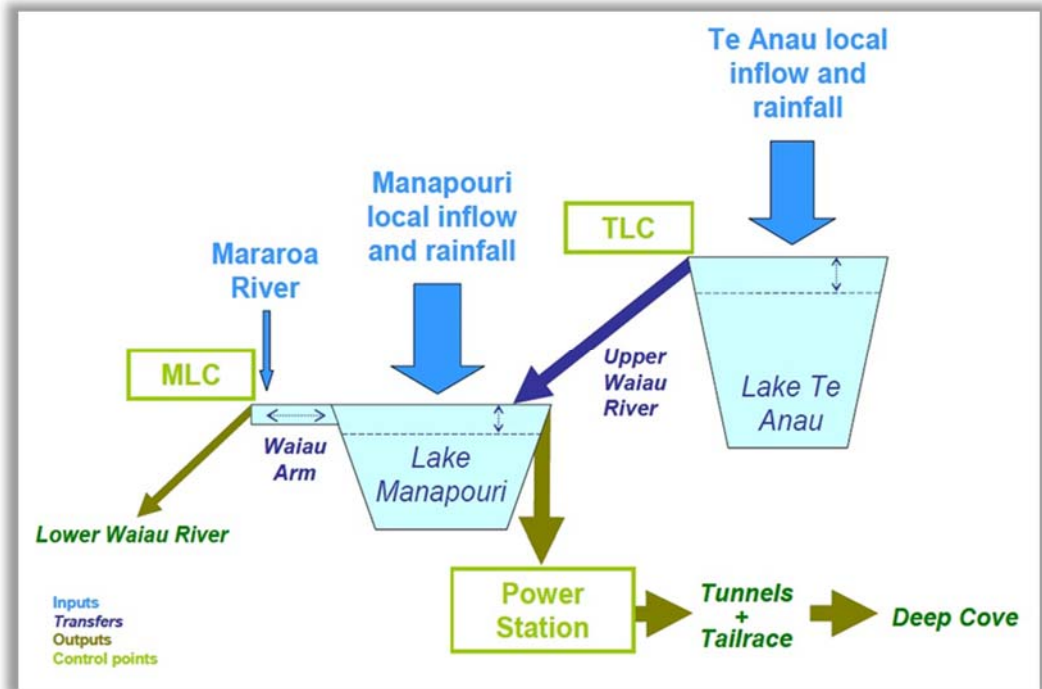 Te Anau local
inflow and
rainfall
Manapouri
local inflow
and rainfall
TLC
Mararoa
River
MLC
Upper
Waiau
River
Lake Te
Anau
Waiau
Arm
Lake
Manapouri
Lower Waiau River
Power
Station
Tunnels
+
Tailrace
Deep Cove
Inputs
Transfers
Outputs
Control points